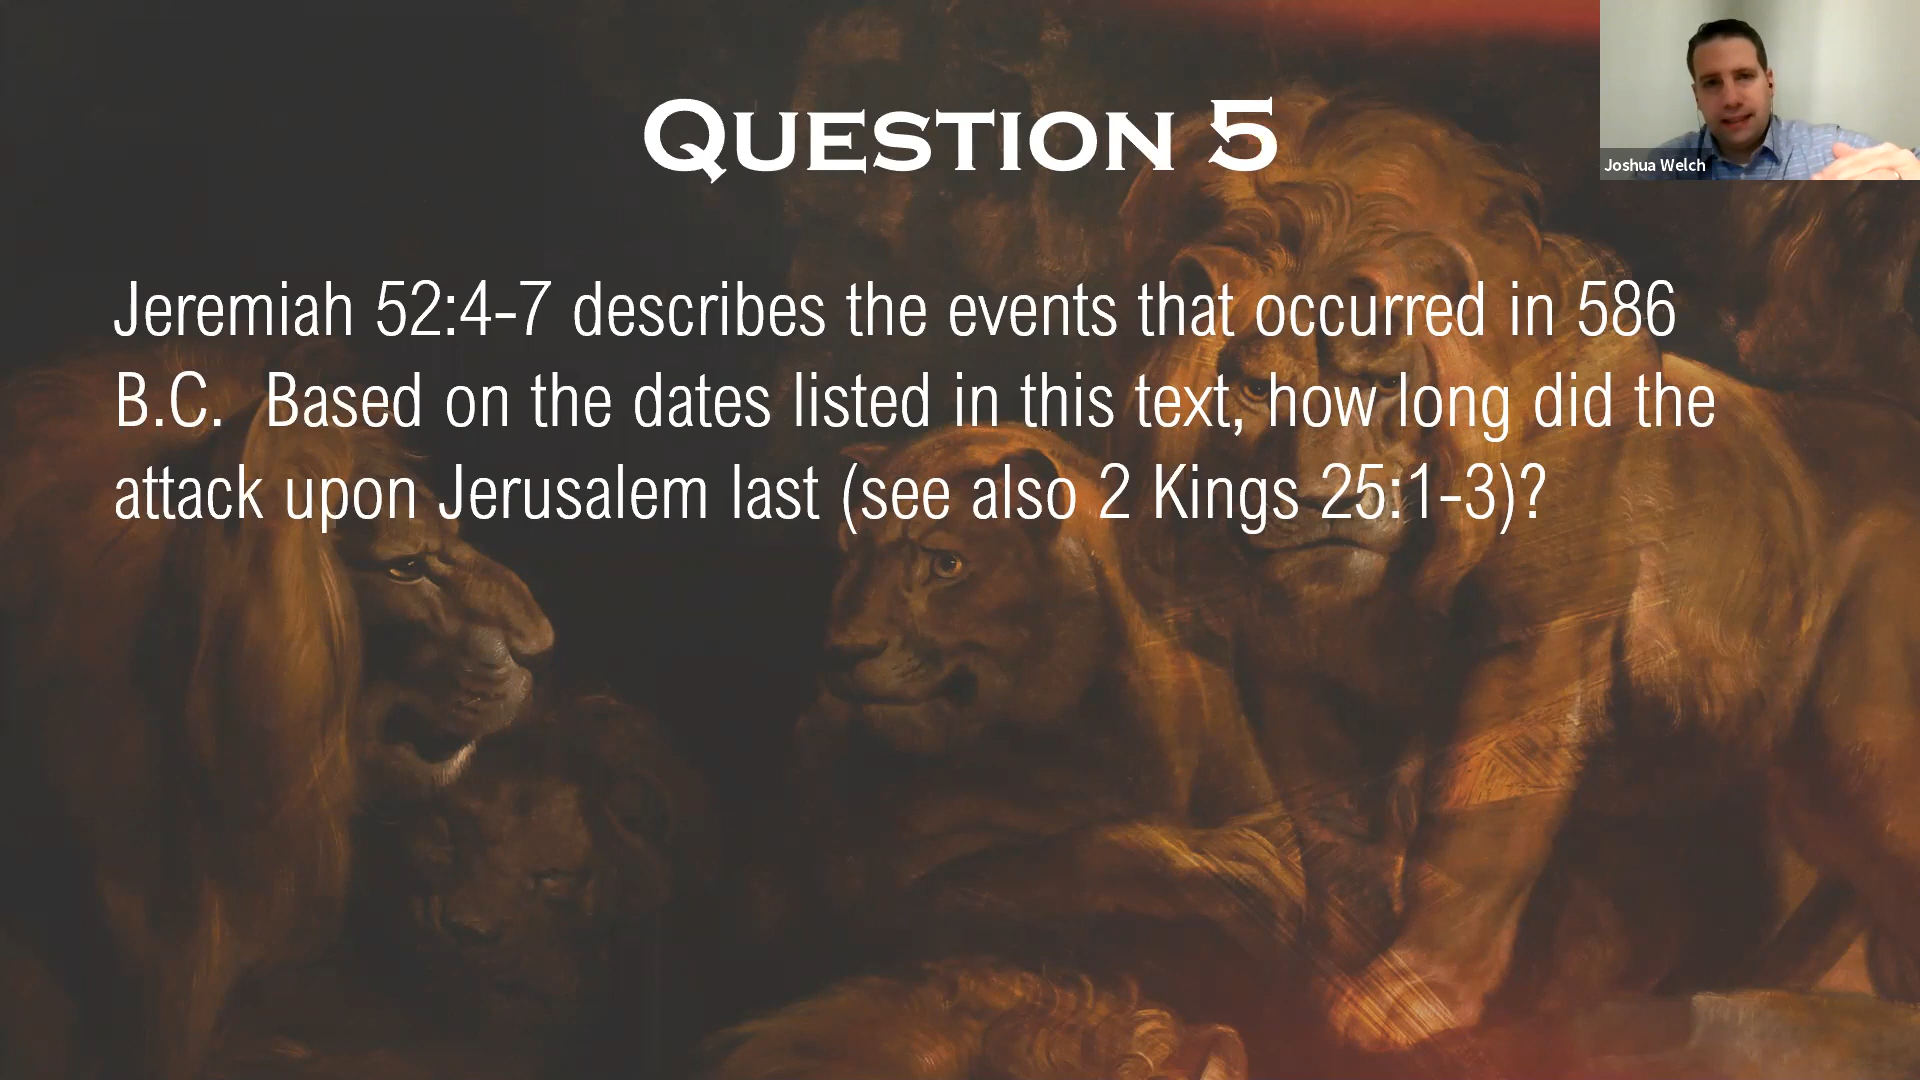 Question 5
Joshua Welch
Jeremiah 52:4-7 describes the events that occurred in 586
B.C.  Based on the dates listed in this text, how long did the
attack upon Jerusalem last (see also 2 Kings 25:1-3)?